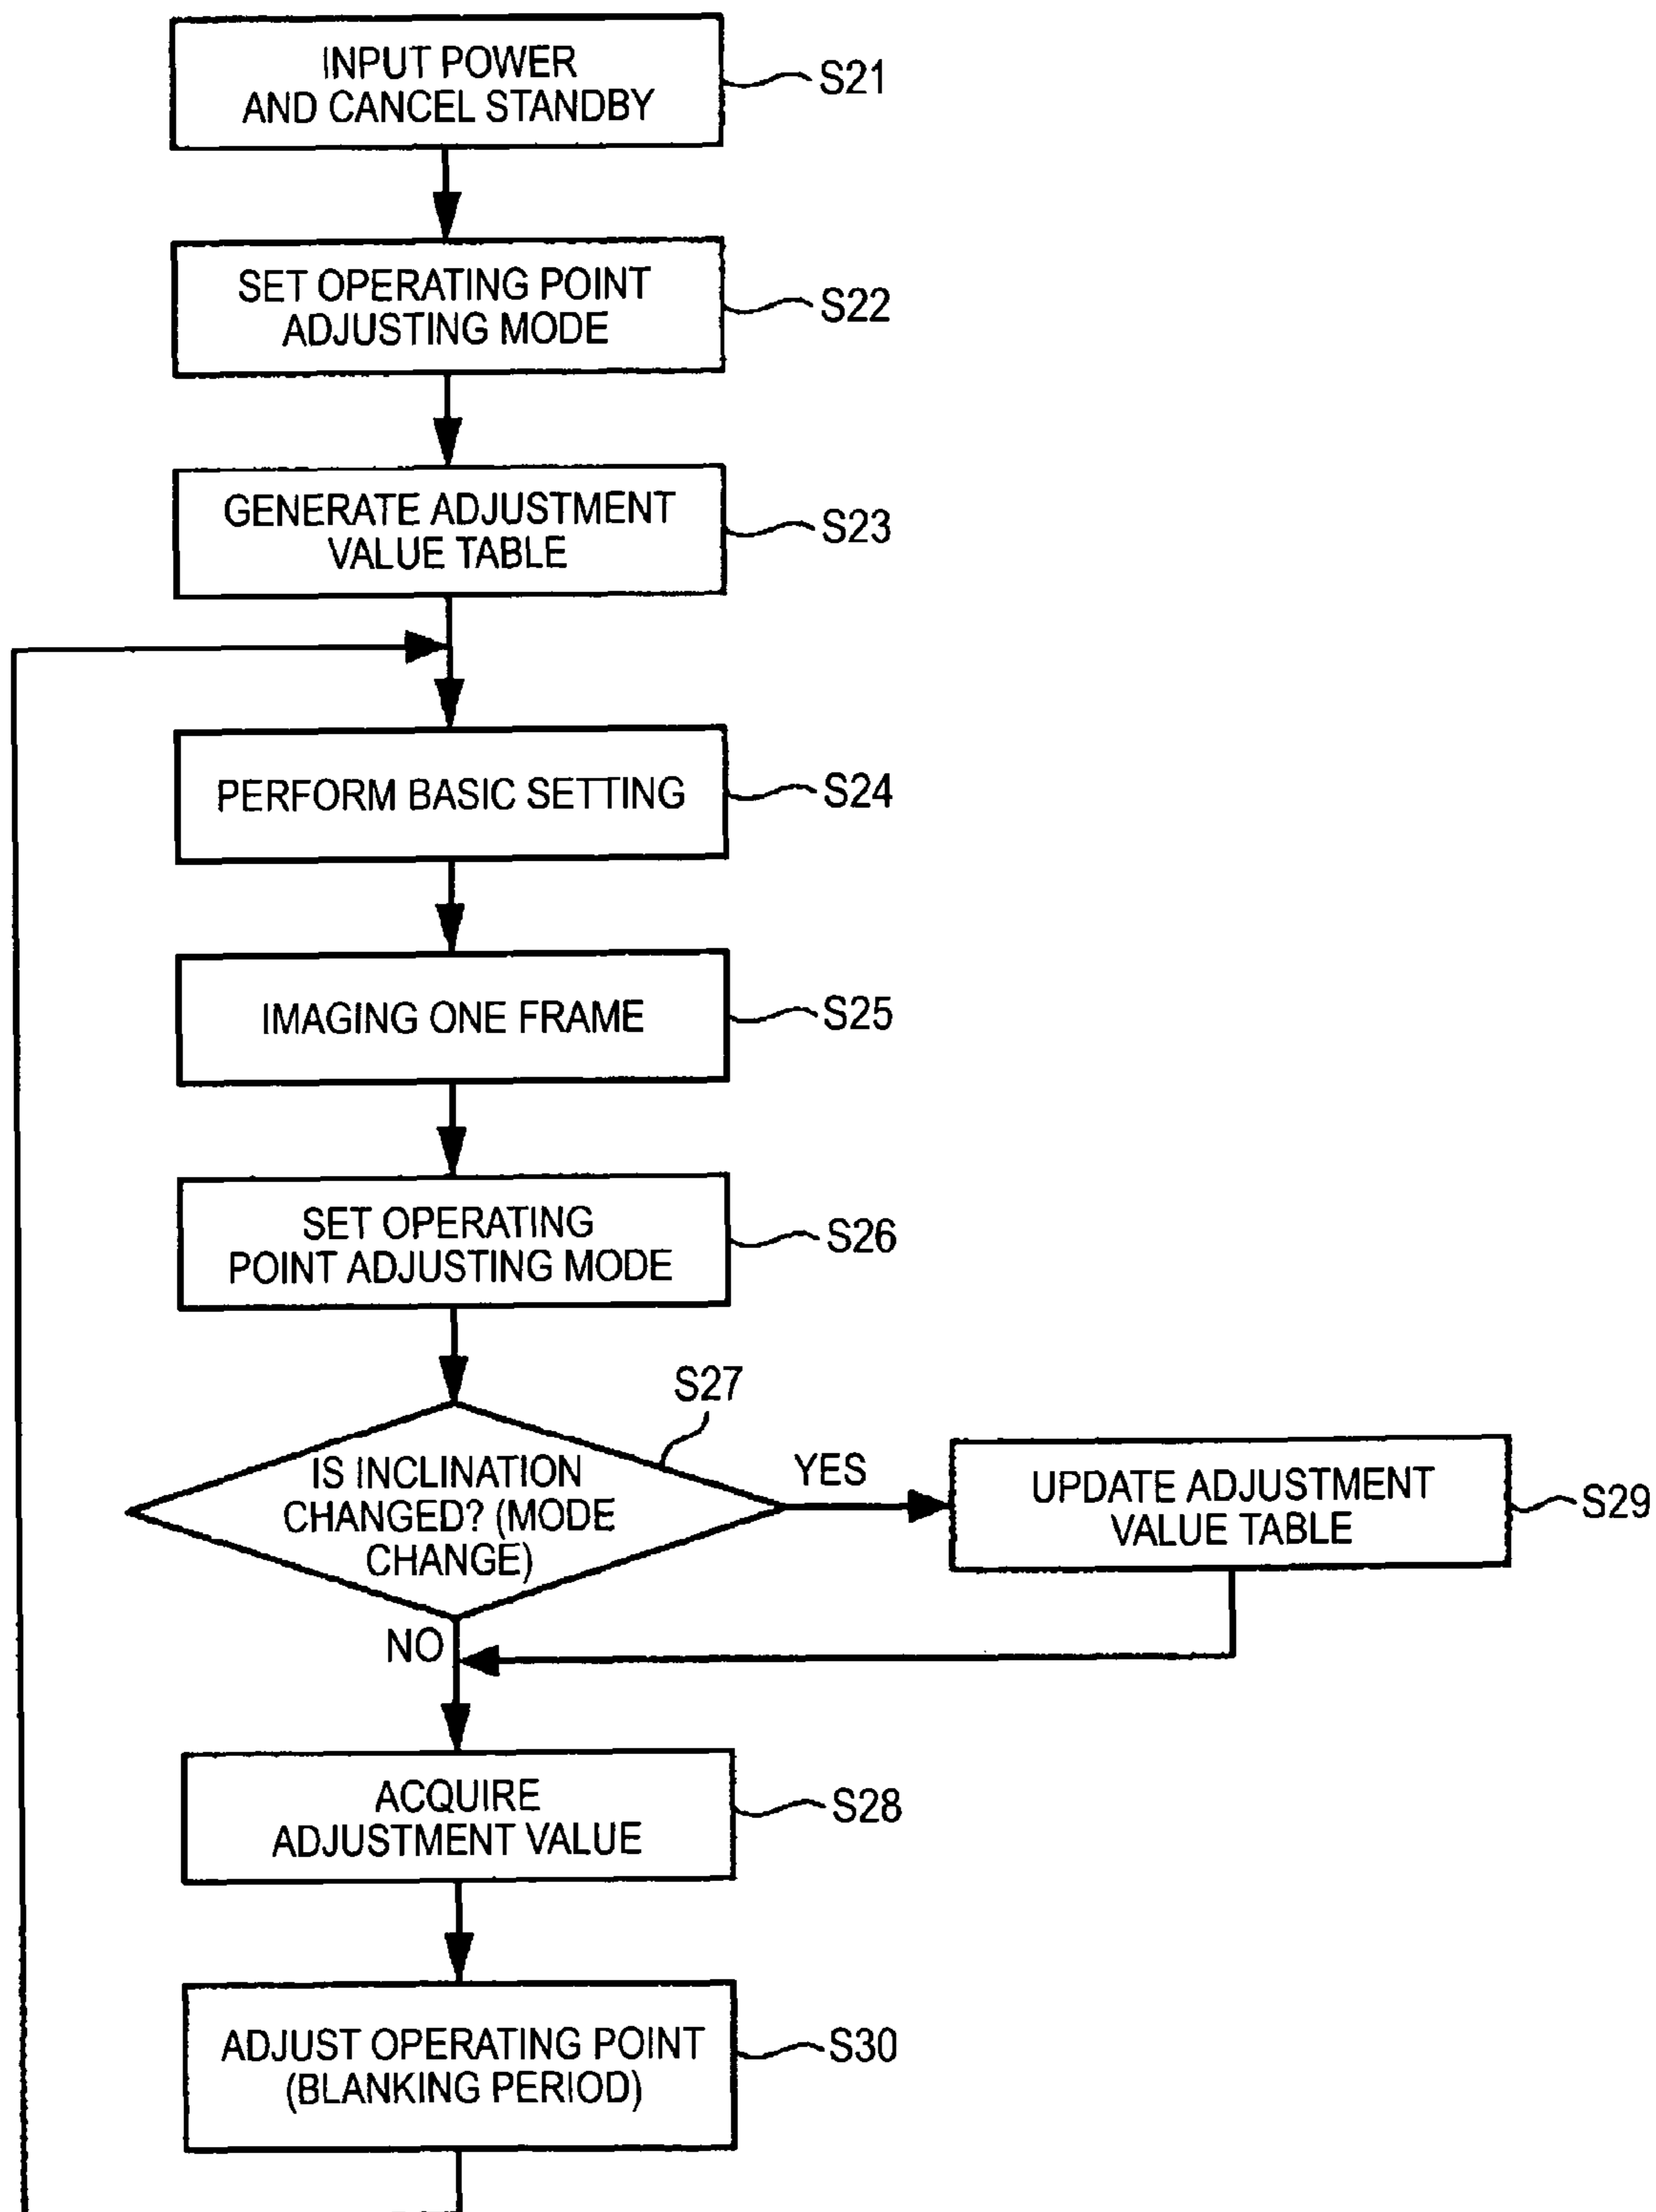 INPUT POWER
AND CANCEL STANDBY
S21
SET OPERATING POINT
ADJUSTING MODE
S22
GENERATE ADJUSTMENT
VALUE TABLE
S23
PERFORM BASIC SETTING
S24
IMAGING ONE FRAME
S25
SET OPERATING
POINT ADJUSTING MODE
S26
S27
IS INCLINATION
CHANGED? (MODE
CHANGE)
YES
UPDATE ADJUSTMENT
VALUE TABLE
S29
NO
ACQUIRE
ADJUSTMENT VALUE
S28
ADJUST OPERATING POINT
(BLANKING PERIOD)
S30